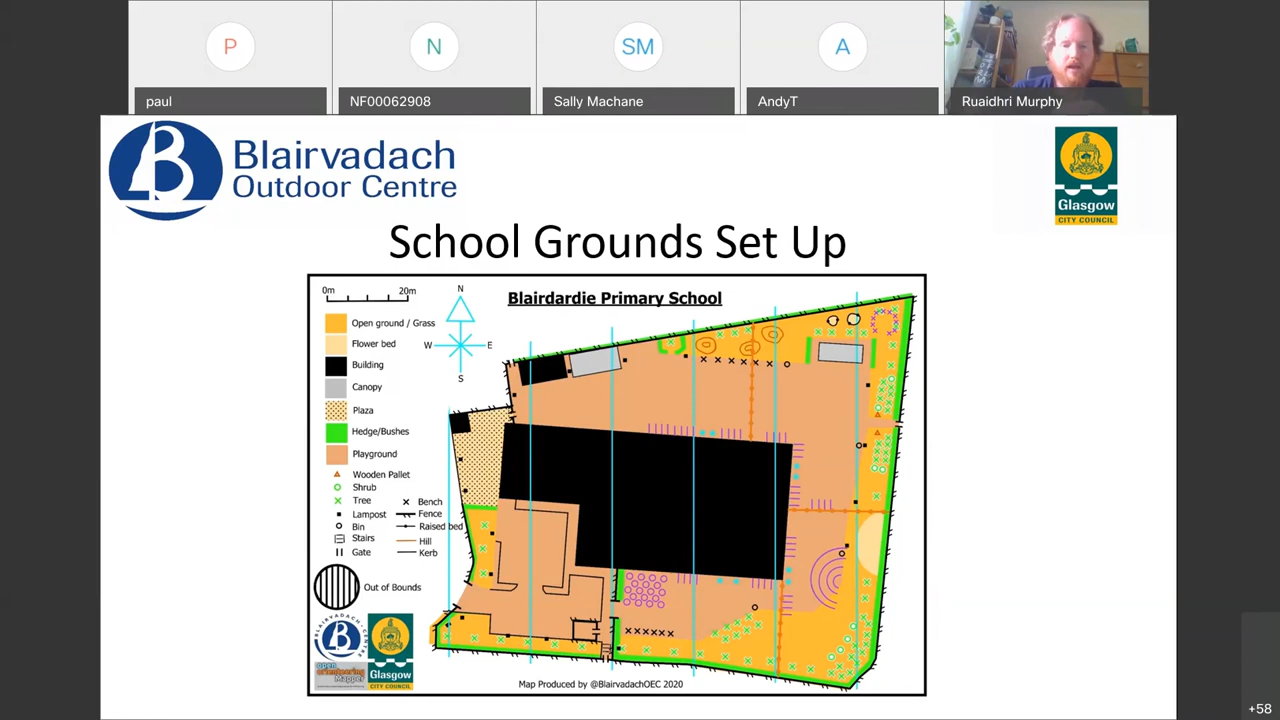 P
N
SM
A
paul
NF00062908
Sally Machane
AndyT
Ruaidhri Murphy
B
Blairvadach
Outdoor Centre
Glasgow
CITY COUNCIL
School Grounds Set Up
0m 20m
N
W E
S
Blairdardie Primary School
Open ground / Grass
Flower bed
Building
Canopy
Plaza
Hedge/Bushes
Playground
Wooden Pallet
Shrub
Tree
Bench
Lampost
Fence
Bin
Raised bed
Stairs
Hill
Gate
Kerb
Out of Bounds
B
Glasgow
CITY COUNCIL
Open
Orienteering
Mapper
Map Produced by @BlairvadachOEC 2020
+58